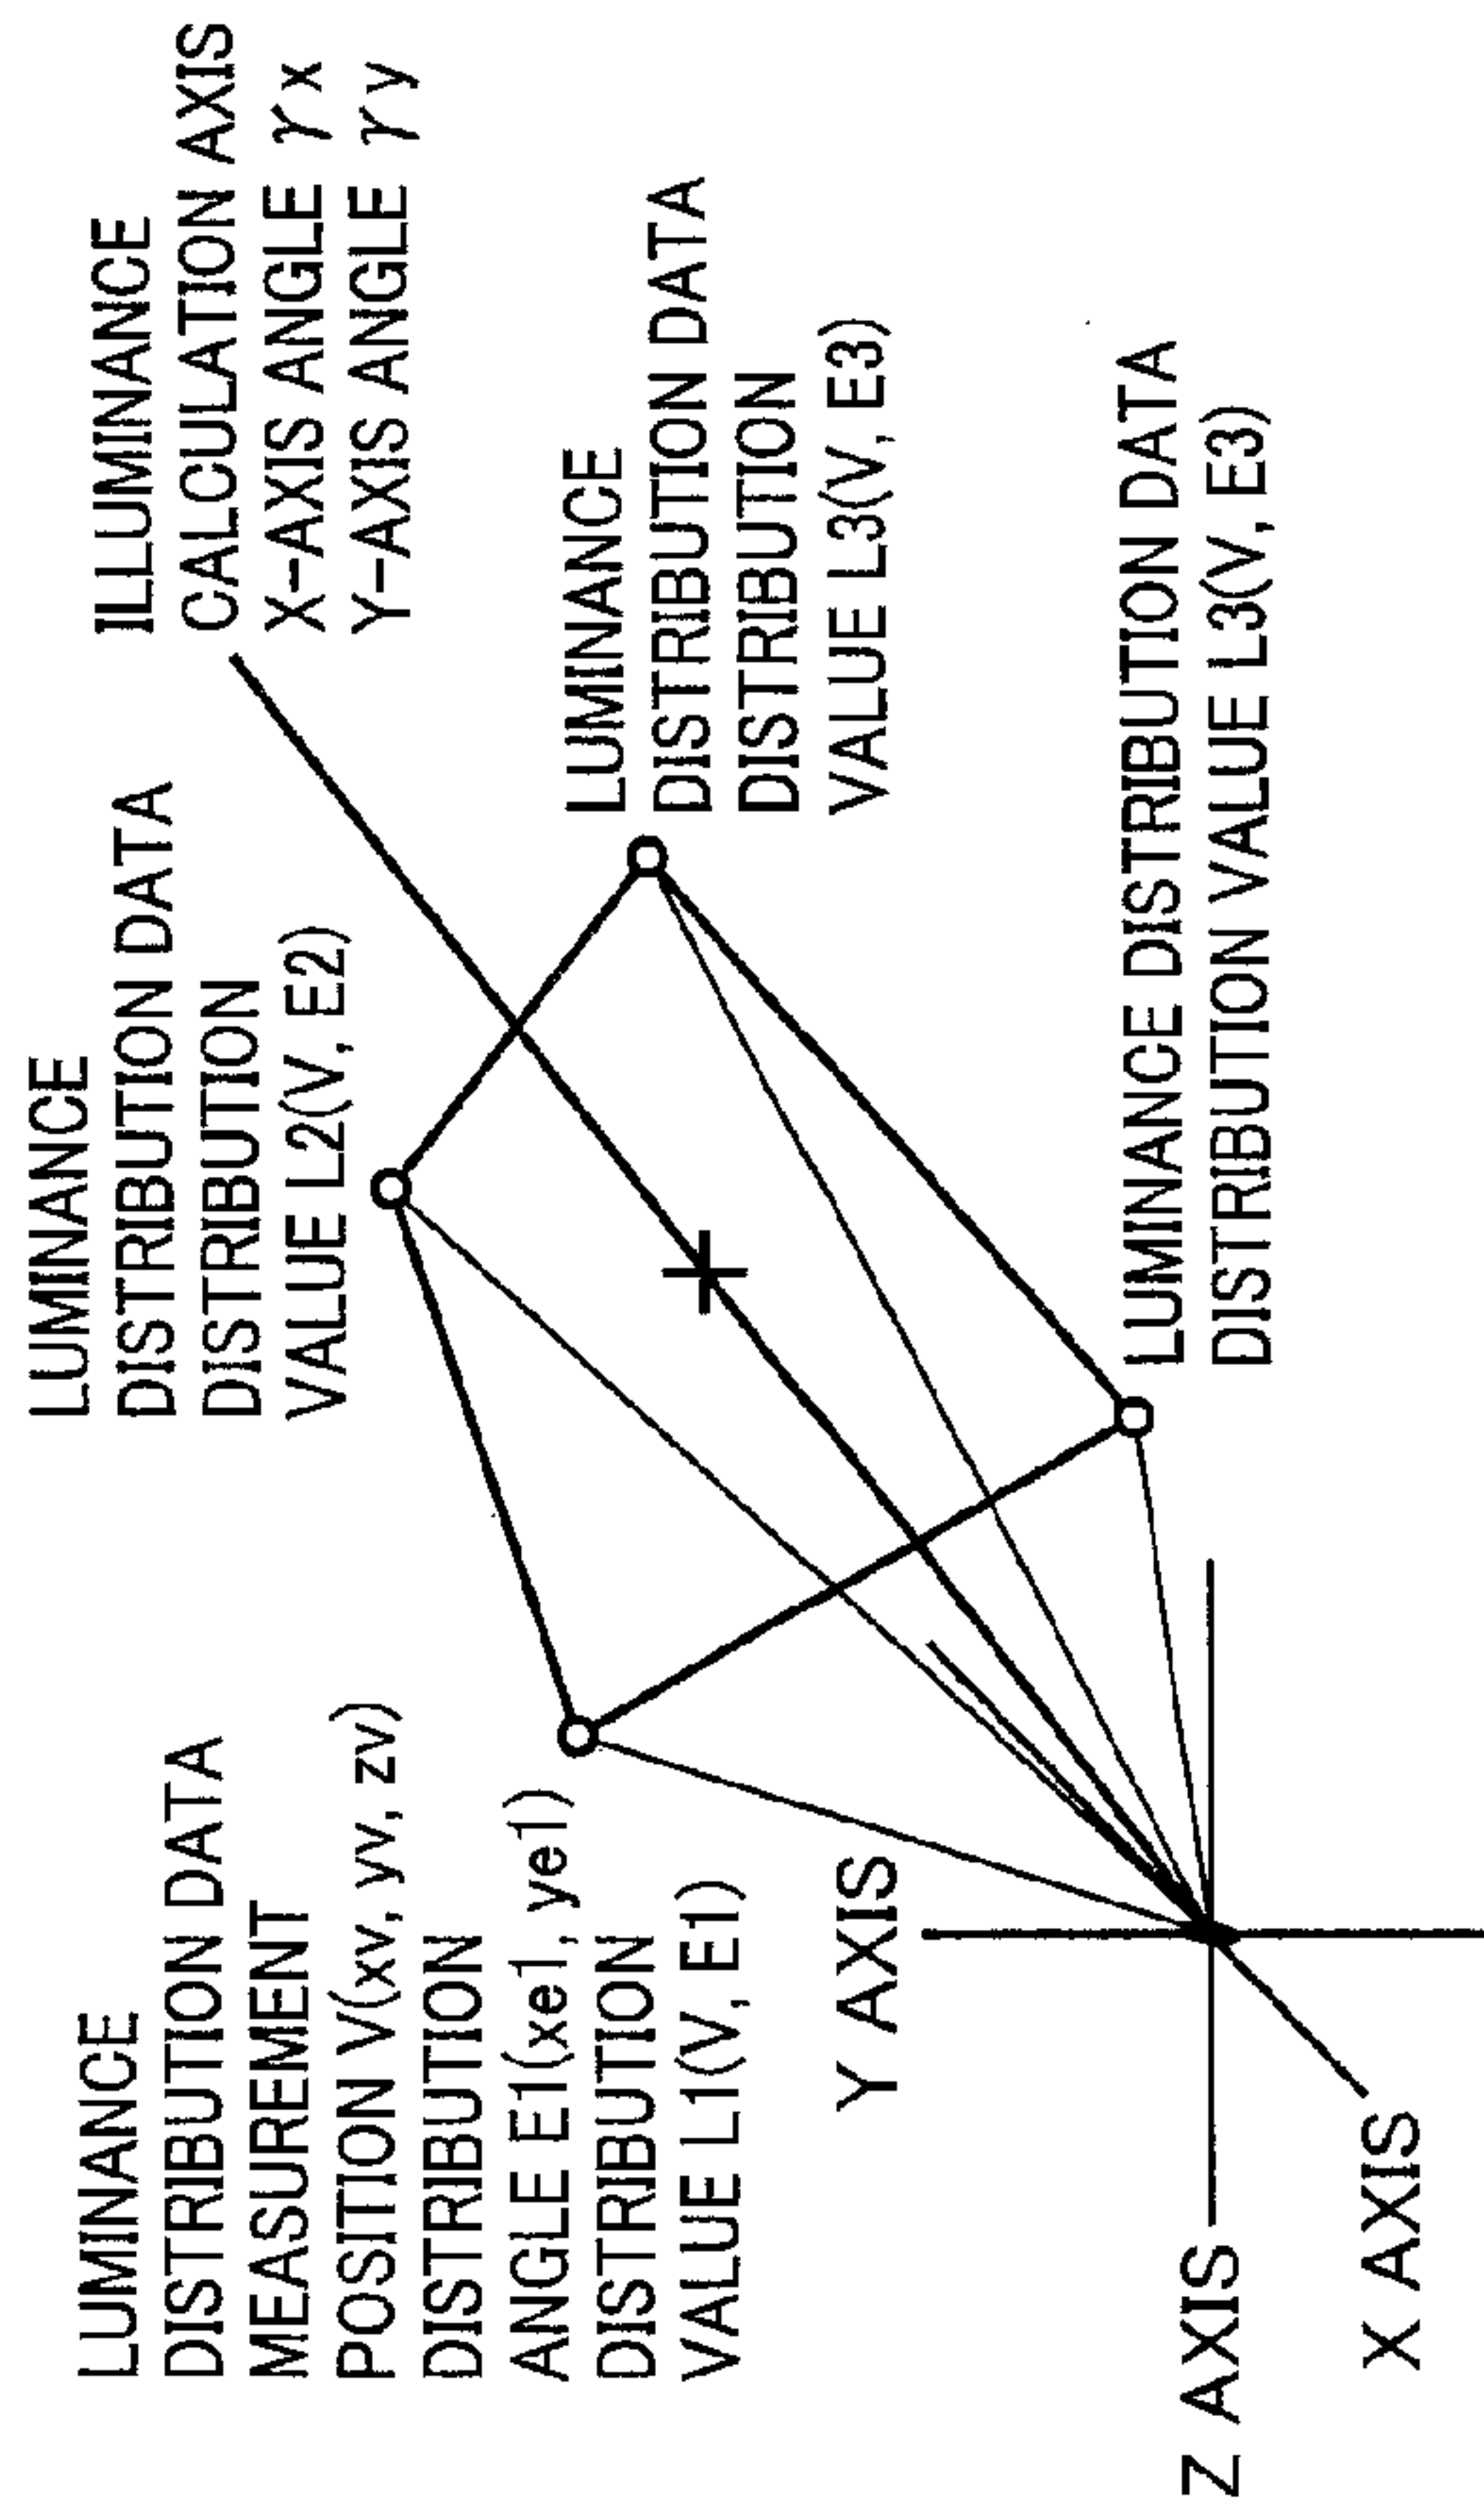 LUMINANCE
DISTRIBUTION DATA
MEASUREMENT
POSITION V(xv, yv, zv)
DISTRIBUTION
ANGLE E1(xe1, ye1)
DISTRIBUTION
VALUE L1(V, E1)
LUMINANCE
DISTRIBUTION DATA
DISTRIBUTION
VALUE L2(V, E2)
ILLUMINANCE
CALCULATION AXIS
X-AXIS ANGLE γx
Y-AXIS ANGLE γy
LUMINANCE
DISTRIBUTION DATA
DISTRIBUTION
VALUE L3(V, E3)
LUMINANCE DISTRIBUTION DATA
DISTRIBUTION VALUE L3(V, E3)
Y AXIS
Z AXIS
X AXIS